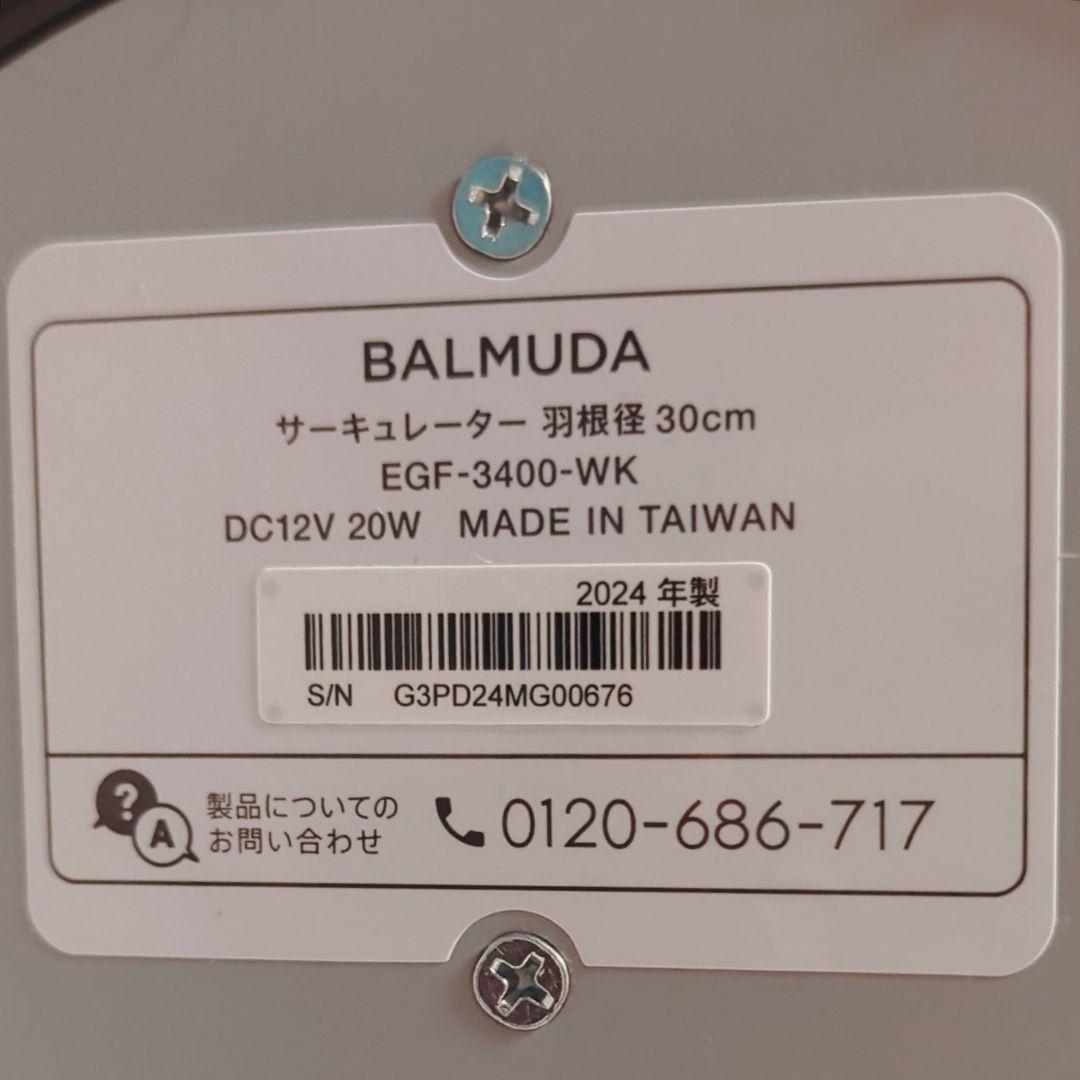 BALMUDA
サーキュレーター 羽根径 30cm
EGF-3400-WK
DC12V 20W MADE IN TAIWAN
2024 年製
S/N G3PD24MG00676
? A
製品についての
お問い合わせ
0120-686-717